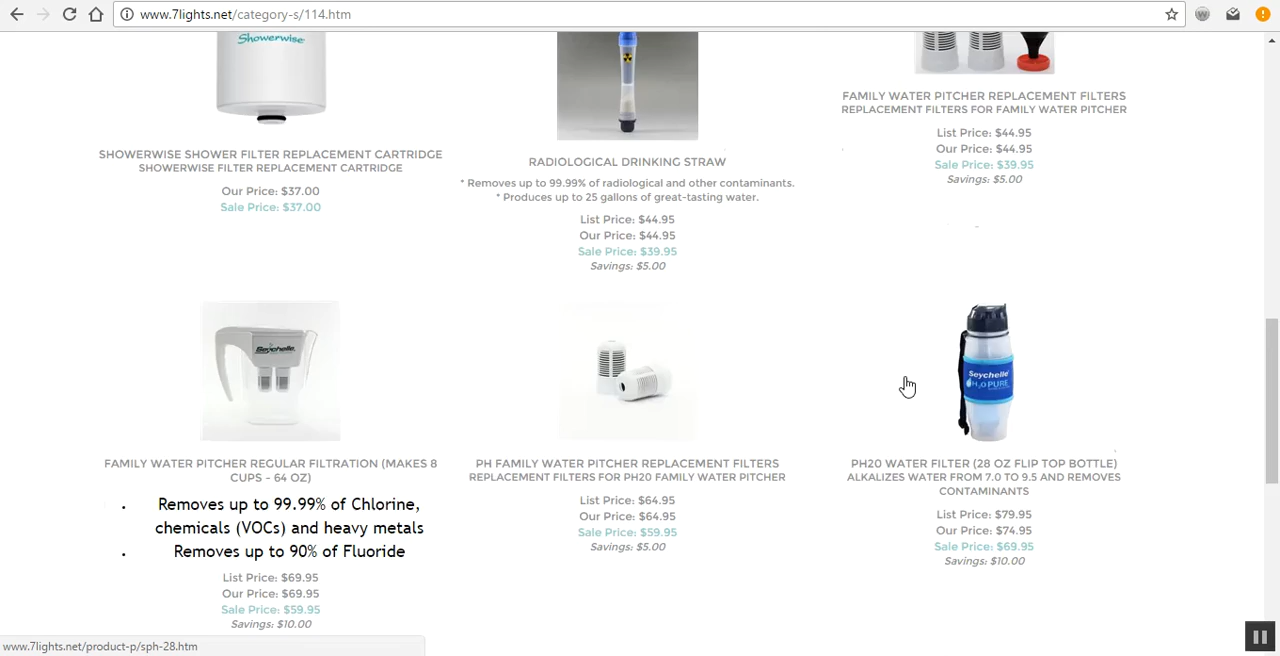 www.7lights.net/category-s/114.htm
Showerwise
SHOWERWISE SHOWER FILTER REPLACEMENT CARTRIDGE
SHOWERWISE FILTER REPLACEMENT CARTRIDGE
Our Price: $37.00
Sale Price: $37.00
RADIOLOGICAL DRINKING STRAW
* Removes up to 99.99% of radiological and other contaminants.
* Produces up to 25 gallons of great-tasting water.
List Price: $44.95
Our Price: $44.95
Sale Price: $39.95
Savings: $5.00
FAMILY WATER PITCHER REPLACEMENT FILTERS
REPLACEMENT FILTERS FOR FAMILY WATER PITCHER
List Price: $44.95
Our Price: $44.95
Sale Price: $39.95
Savings: $5.00
Seychelle
FAMILY WATER PITCHER REGULAR FILTRATION (MAKES 8
CUPS - 64 OZ)
• Removes up to 99.99% of Chlorine,
chemicals (VOCs) and heavy metals
• Removes up to 90% of Fluoride
List Price: $69.95
Our Price: $69.95
Sale Price: $59.95
Savings: $10.00
PH FAMILY WATER PITCHER REPLACEMENT FILTERS
REPLACEMENT FILTERS FOR PH20 FAMILY WATER PITCHER
List Price: $64.95
Our Price: $64.95
Sale Price: $59.95
Savings: $5.00
Seychelle
H2O PURE
PH20 WATER FILTER (28 OZ FLIP TOP BOTTLE)
ALKALIZES WATER FROM 7.0 TO 9.5 AND REMOVES
CONTAMINANTS
List Price: $79.95
Our Price: $74.95
Sale Price: $69.95
Savings: $10.00
www.7lights.net/product-p/sph-28.htm